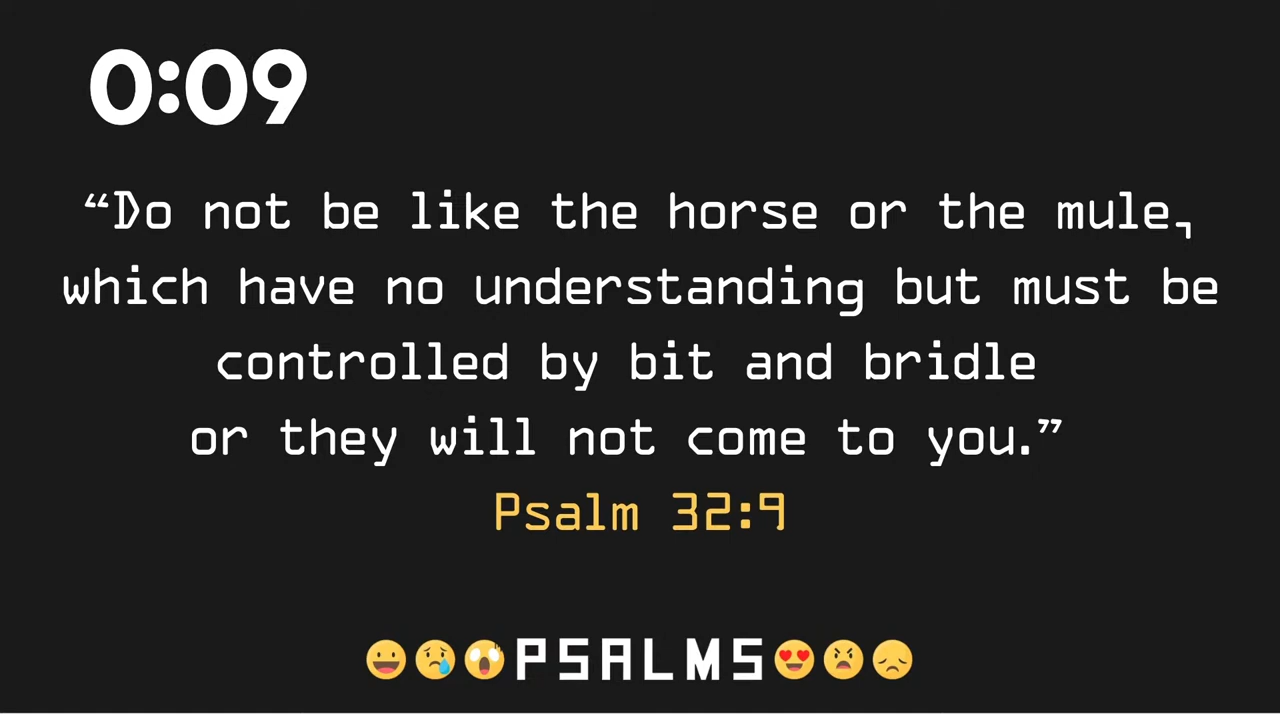 0:09
“Do not be like the horse or the mule,
which have no understanding but must be
controlled by bit and bridle
or they will not come to you.”
Psalm 32:9
PSALMS